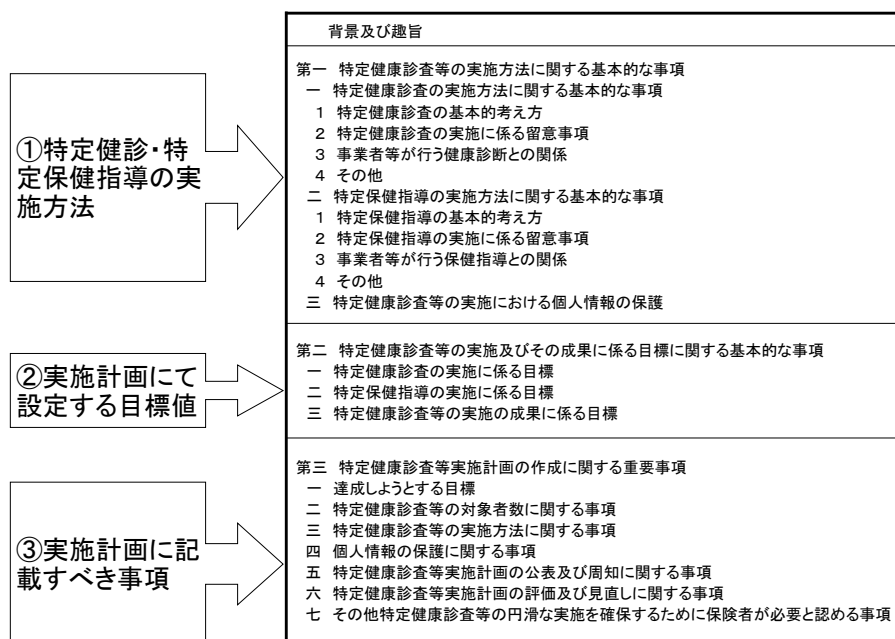 背景及び趣旨
①特定健診・特
定保健指導の実
施方法
第一 特定健康診査等の実施方法に関する基本的な事項
一 特定健康診査の実施方法に関する基本的な事項
1 特定健康診査の基本的考え方
2 特定健康診査の実施に係る留意事項
3 事業者等が行う健康診断との関係
4 その他
二 特定保健指導の実施方法に関する基本的な事項
1 特定保健指導の基本的考え方
2 特定保健指導の実施に係る留意事項
3 事業者等が行う保健指導との関係
4 その他
三 特定健康診査等の実施における個人情報の保護
②実施計画にて
設定する目標値
第二 特定健康診査等の実施及びその成果に係る目標に関する基本的な事項
一 特定健康診査の実施に係る目標
二 特定保健指導の実施に係る目標
三 特定健康診査等の実施の成果に係る目標
③実施計画に記
載すべき事項
第三 特定健康診査等実施計画の作成に関する重要事項
一 達成しようとする目標
二 特定健康診査等の対象者数に関する事項
三 特定健康診査等の実施方法に関する事項
四 個人情報の保護に関する事項
五 特定健康診査等実施計画の公表及び周知に関する事項
六 特定健康診査等実施計画の評価及び見直しに関する事項
七 その他特定健康診査等の円滑な実施を確保するために保険者が必要と認める事項